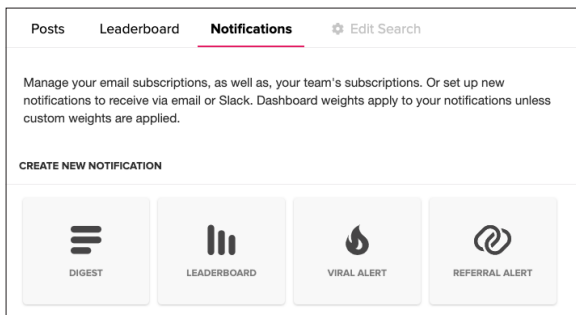 Posts Leaderboard Notifications Edit Search
Manage your email subscriptions, as well as, your team's subscriptions. Or set up new
notifications to receive via email or Slack. Dashboard weights apply to your notifications unless
custom weights are applied.
CREATE NEW NOTIFICATION
DIGEST LEADERBOARD VIRAL ALERT REFERRAL ALERT